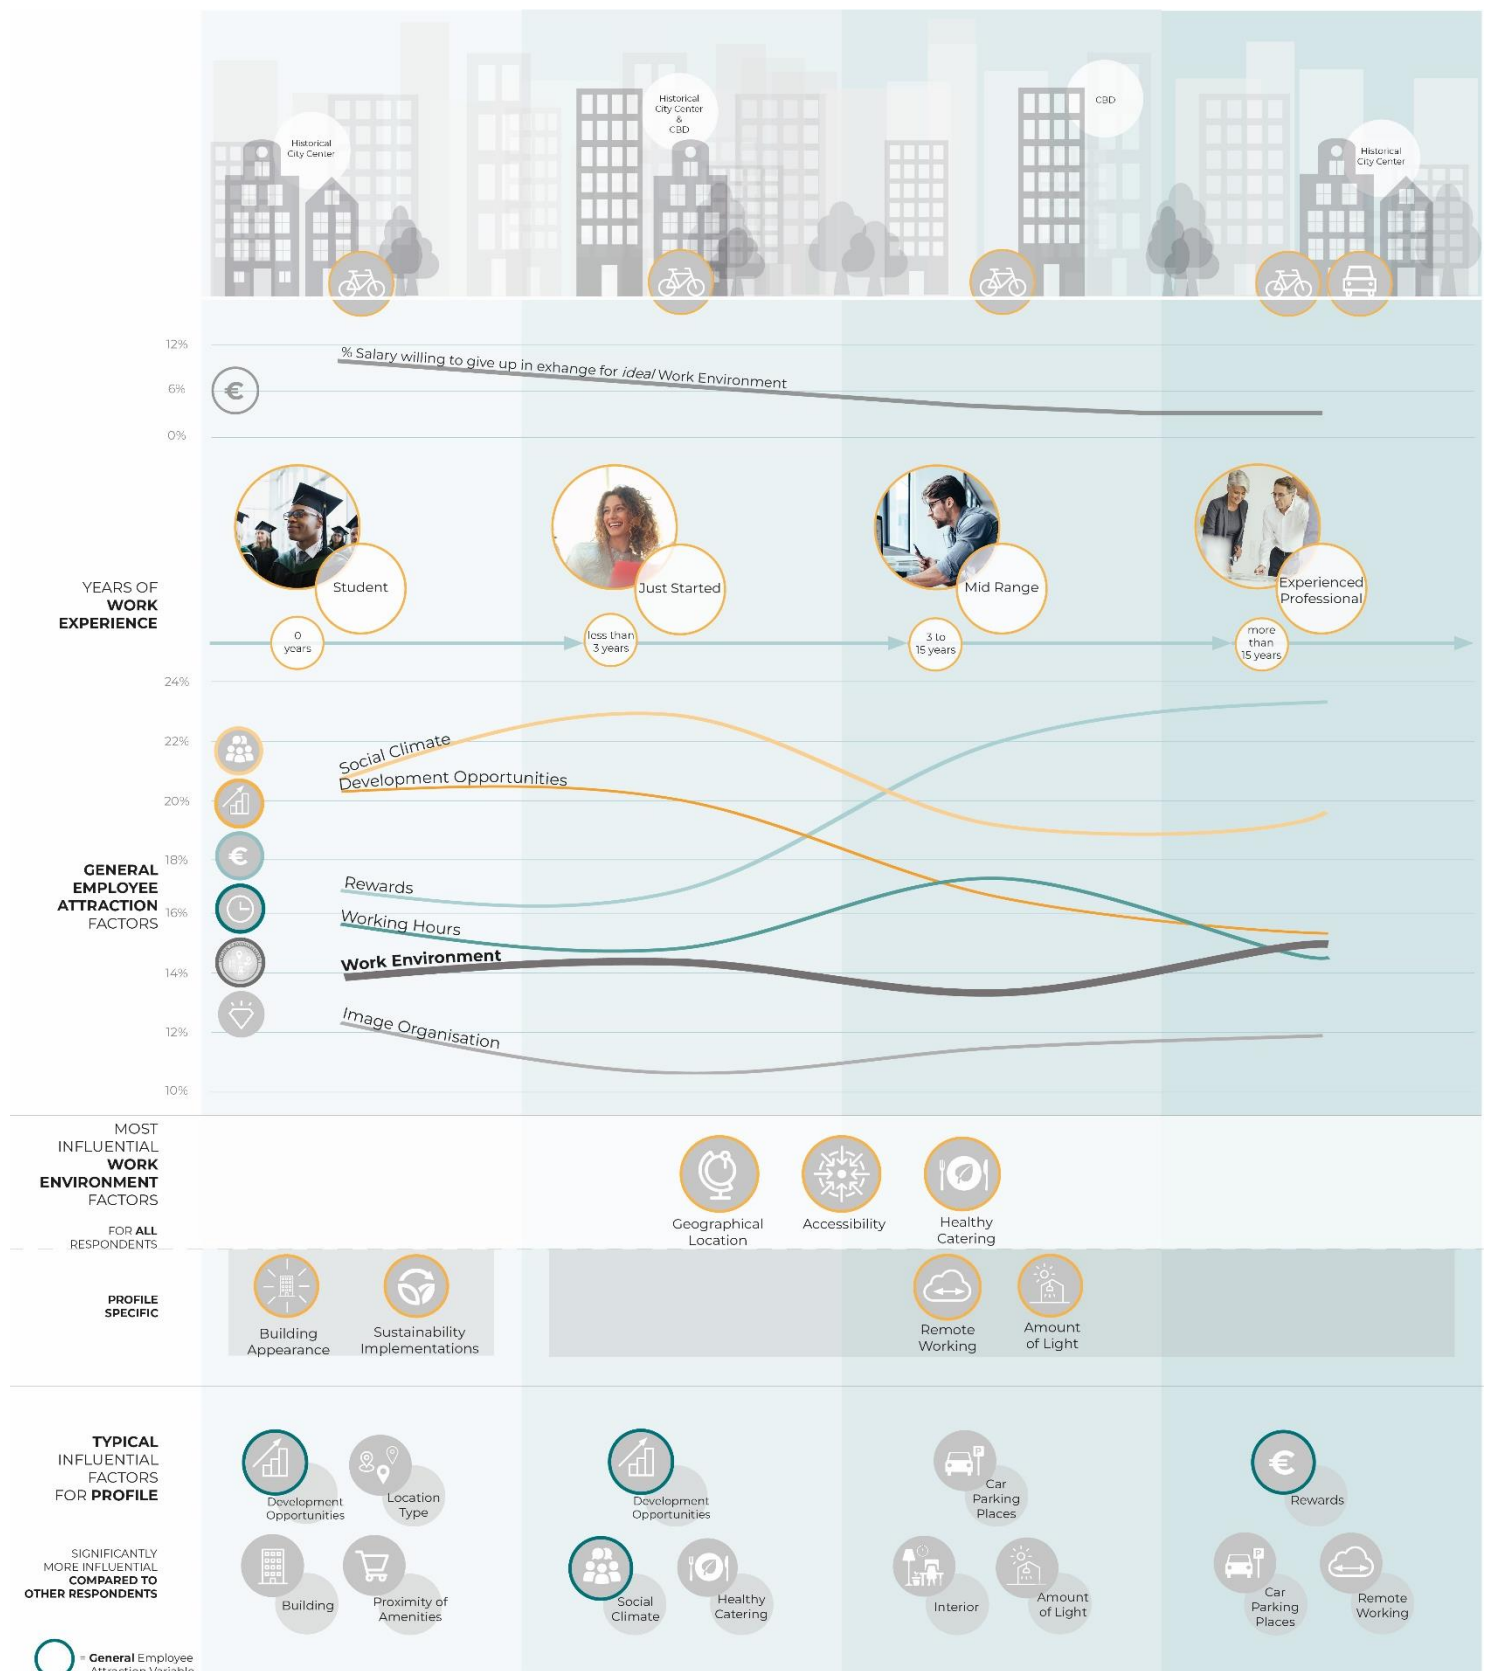 Historical
City Center
Historical
City Center
&
CBD
CBD
Historical
City Center
12%
6%
0%
€
% Salary willing to give up in exhange for ideal Work Environment
YEARS OF
WORK
EXPERIENCE
Student
Just Started
Mid Range
Experienced
Professional
0
years
less than
3 years
3 to
15 years
more
than
15 years
24%
22%
20%
18%
16%
14%
12%
10%
GENERAL
EMPLOYEE
ATTRACTION
FACTORS
€
Social Climate
Development Opportunities
Rewards
Working Hours
Work Environment
Image Organisation
MOST
INFLUENTIAL
WORK
ENVIRONMENT
FACTORS
FOR ALL
RESPONDENTS
Geographical
Location
Accessibility
Healthy
Catering
PROFILE
SPECIFIC
Building
Appearance
Sustainability
Implementations
Remote
Working
Amount
of Light
TYPICAL
INFLUENTIAL
FACTORS
FOR PROFILE
SIGNIFICANTLY
MORE INFLUENTIAL
COMPARED TO
OTHER RESPONDENTS
Development
Opportunities
Location
Type
Building
Proximity of
Amenities
Development
Opportunities
Social
Climate
Healthy
Catering
P
Car
Parking
Places
Interior
Amount
of Light
€
Rewards
P
Car
Parking
Places
Remote
Working
= General Employee
Attraction Variable